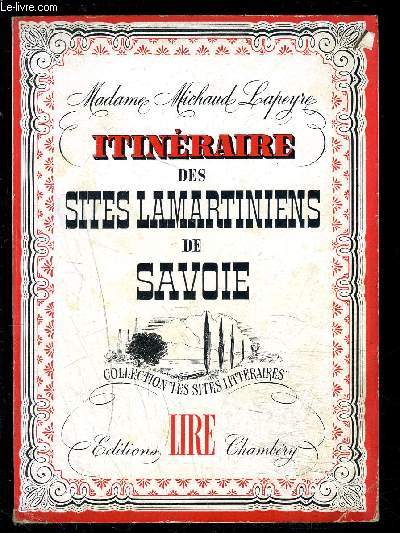 www.le-livre.com
Madame Michaud Lapeyre
ITINÉRAIRE
DES
SITES LAMARTINIENS
DE
SAVOIE
COLLECTION "LES SITES LITTÉRAIRES"
Editions LIRE Chambéry